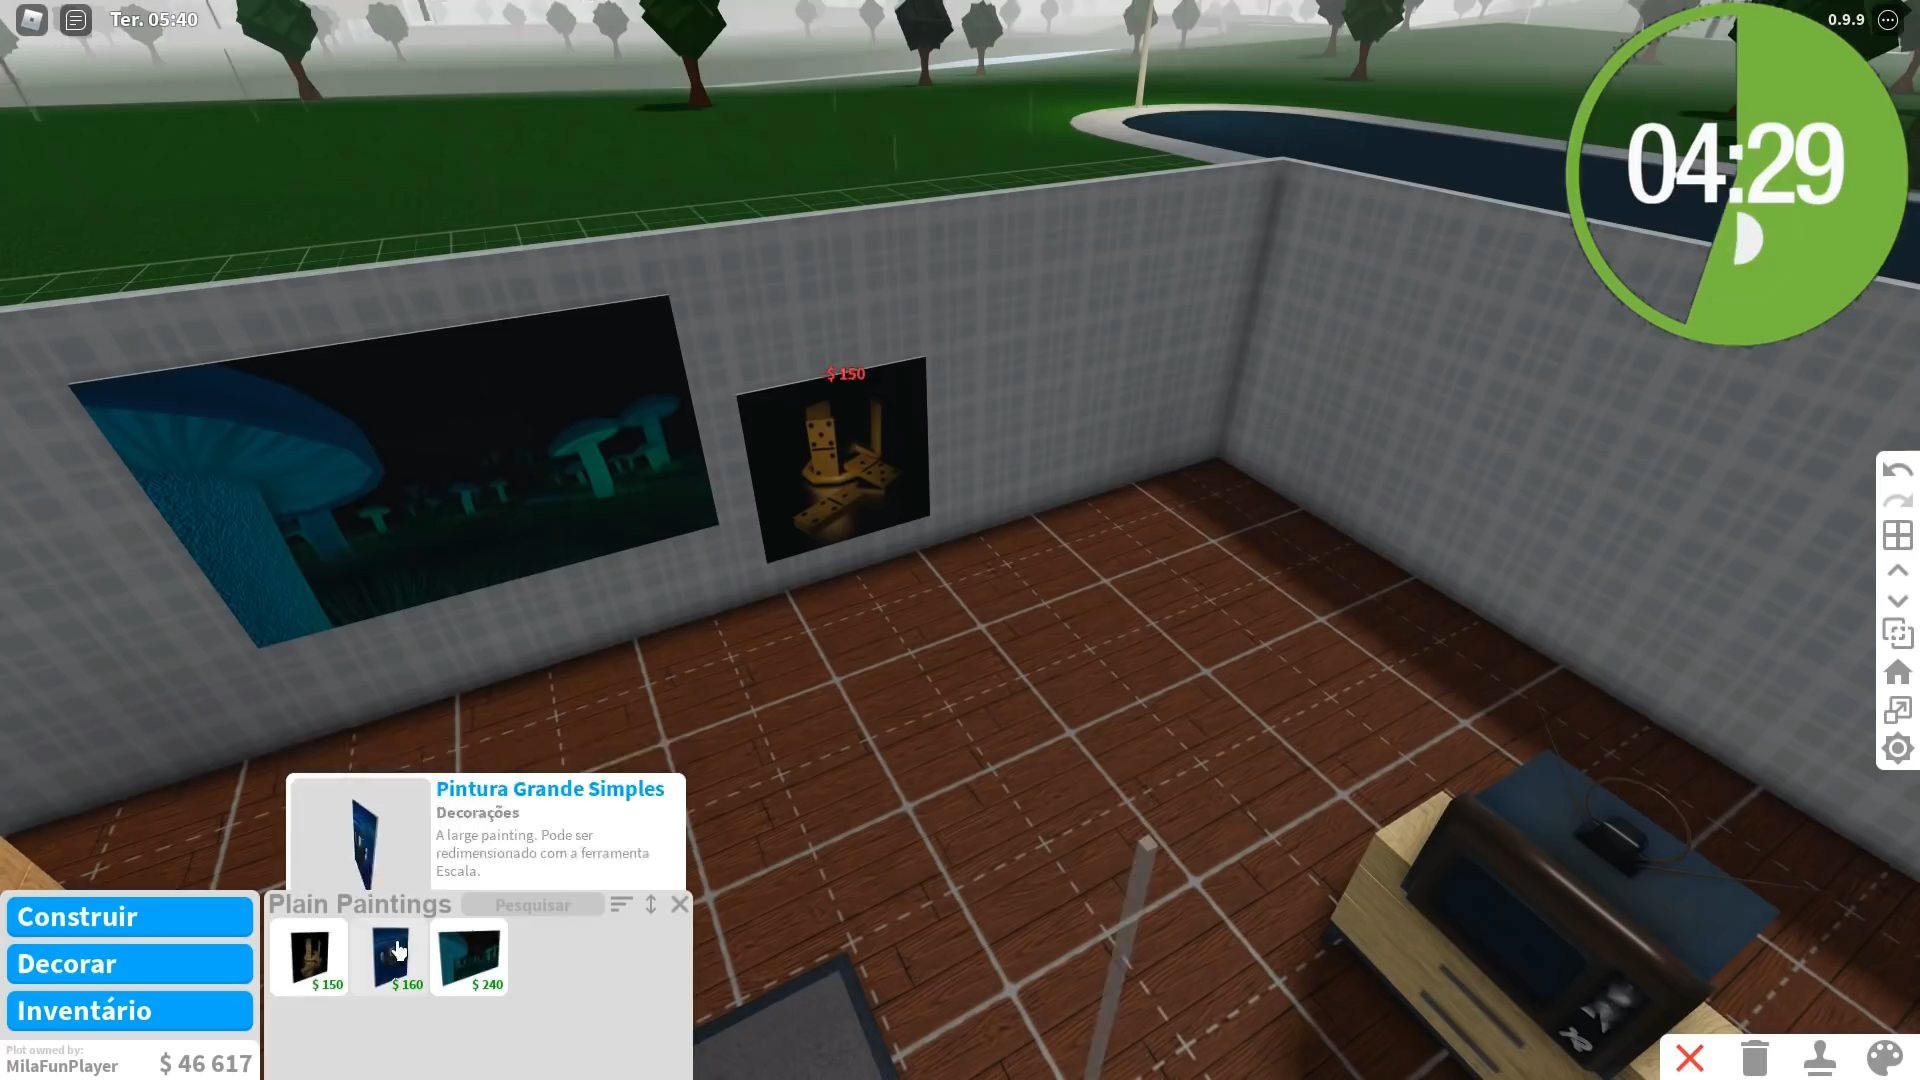 Ter. 05:40
0.9.9
04:29
$ 150
Pintura Grande Simples
Decorações
A large painting. Pode ser
redimensionado com a ferramenta
Escala.
Plain Paintings
Pesquisar
$ 150
$ 160
$ 240
Construir
Decorar
Inventário
Plot owned by:
MilaFunPlayer
$ 46 617